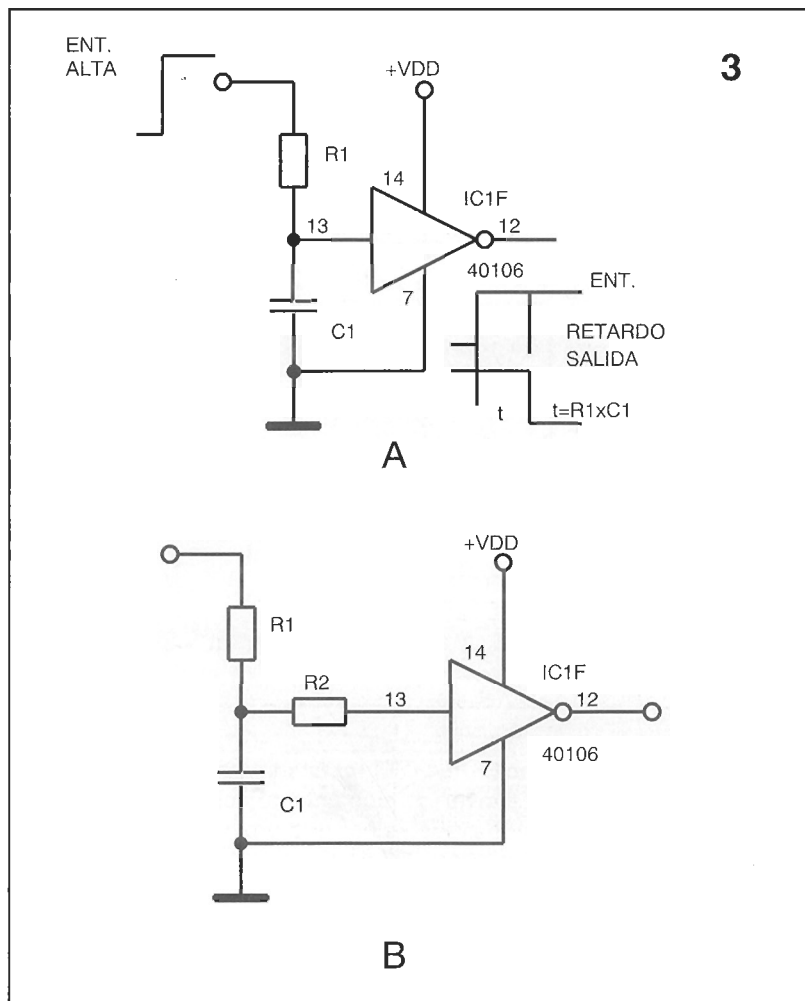 3
ENT.
ALTA
+VDD
R1
14
IC1F
13
12
40106
7
C1
ENT.
RETARDO
SALIDA
t
t=R1xC1
A
+VDD
R1
14
IC1F
R2
13
12
40106
7
C1
B